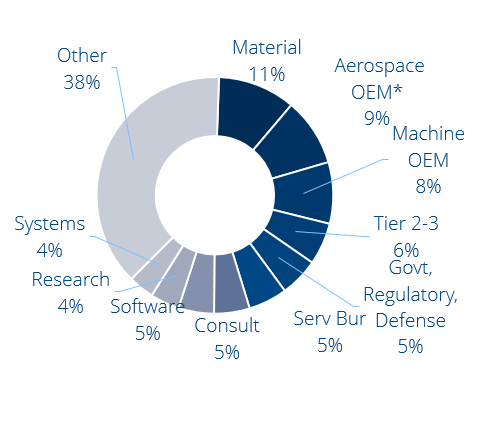 Material
11%
Aerospace
OEM*
9%
Machine
OEM
8%
Tier 2-3
6%
Govt,
Regulatory,
Defense
5%
Serv Bur
5%
Consult
5%
Software
5%
Research
4%
Systems
4%
Other
38%